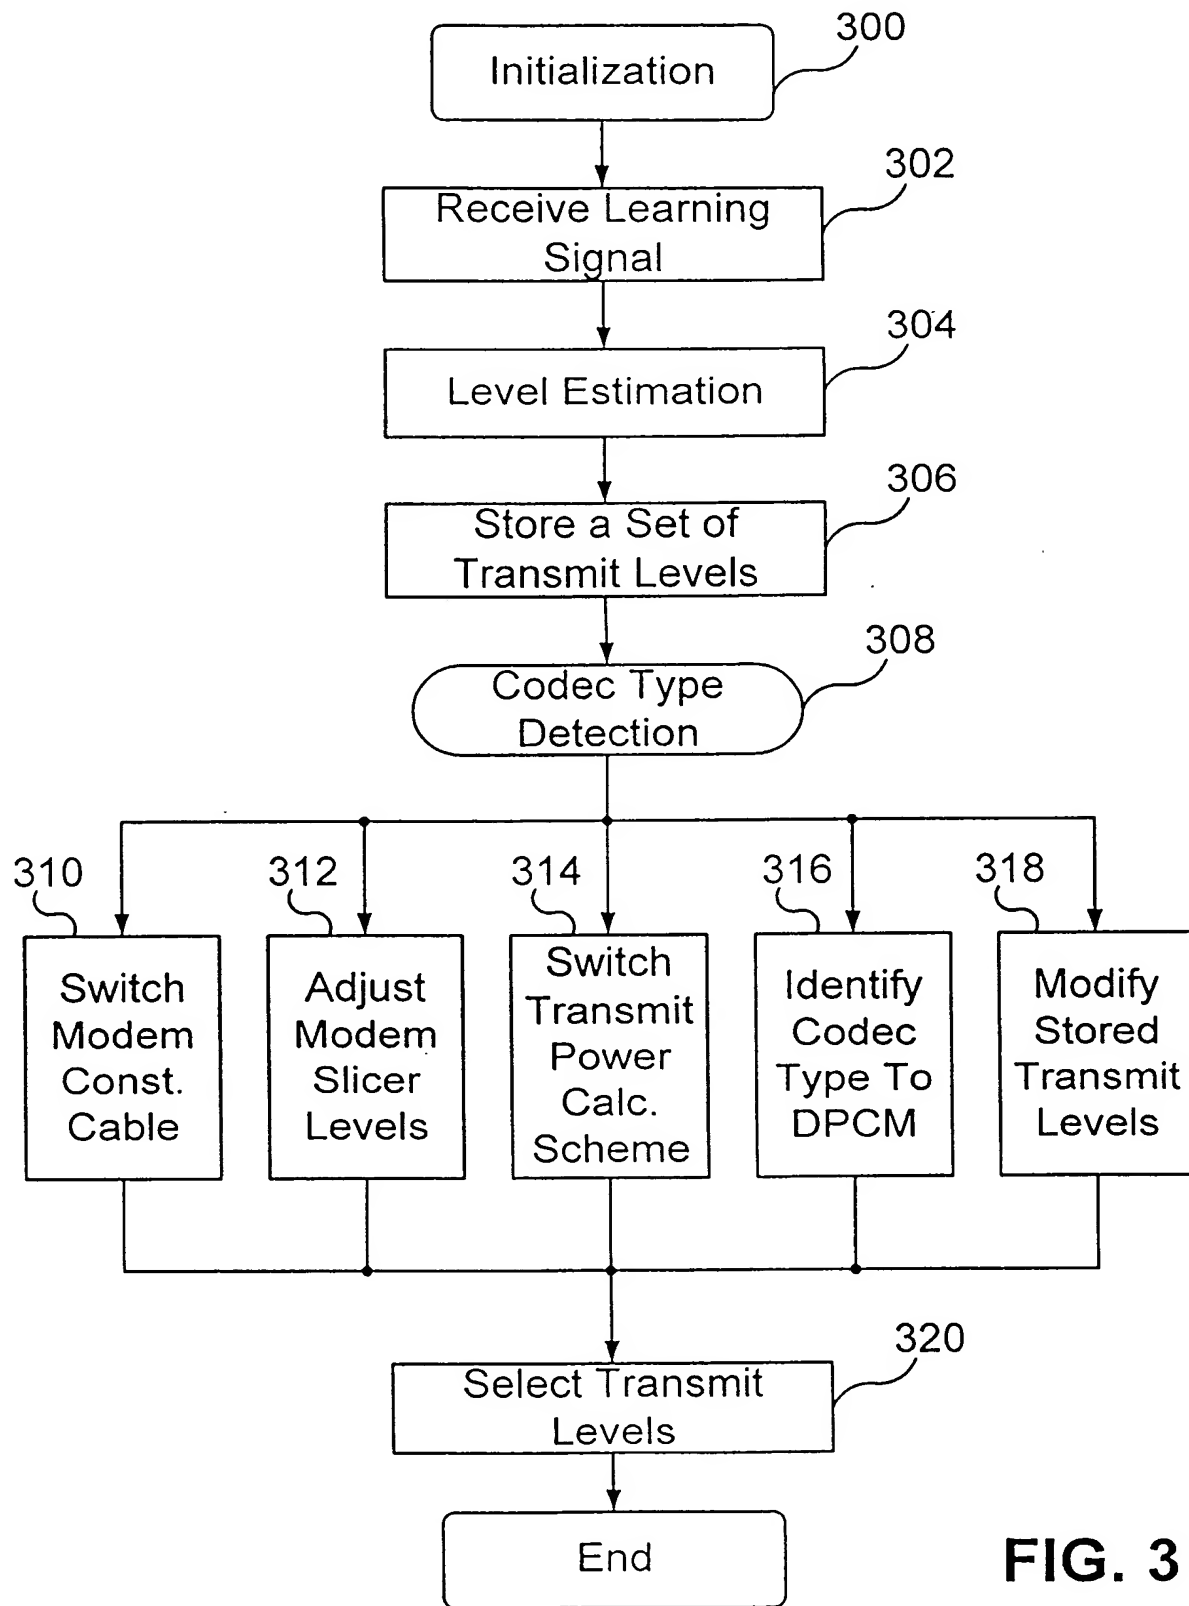 300
Initialization
302
Receive Learning
Signal
304
Level Estimation
306
Store a Set of
Transmit Levels
308
Codec Type
Detection
310
312
314
316
318
Switch
Modem
Const.
Cable
Adjust
Modem
Slicer
Levels
Switch
Transmit
Power
Calc.
Scheme
Identify
Codec
Type To
DPCM
Modify
Stored
Transmit
Levels
320
Select Transmit
Levels
End
FIG. 3